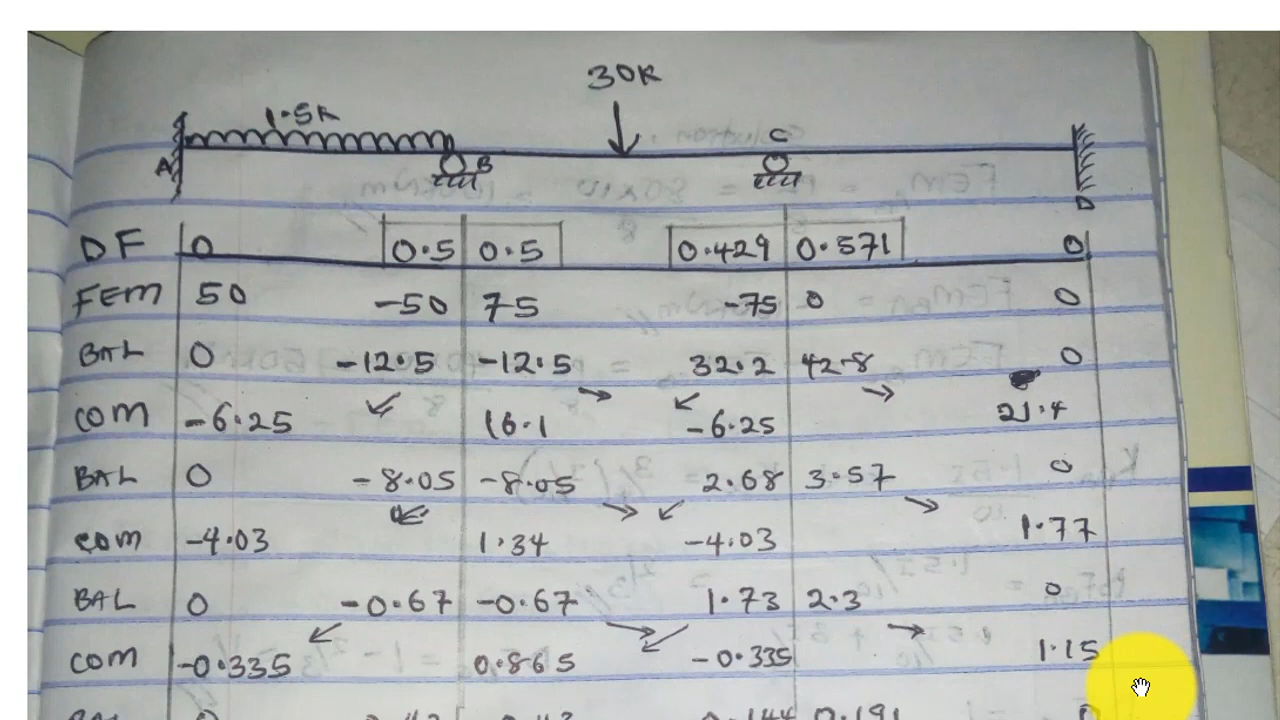 30K
1.5K
A B C D
DF 0 0.5 0.5 0.429 0.571 0
FEM 50 -50 75 -75 0 0
BAL 0 -12.5 -12.5 32.2 42.8 0
COM -6.25 16.1 -6.25 21.4
BAL 0 -8.05 -8.05 2.68 3.57 0
COM -4.03 1.34 -4.03 1.77
BAL 0 -0.67 -0.67 1.73 2.3 0
COM -0.335 0.865 -0.335 1.15